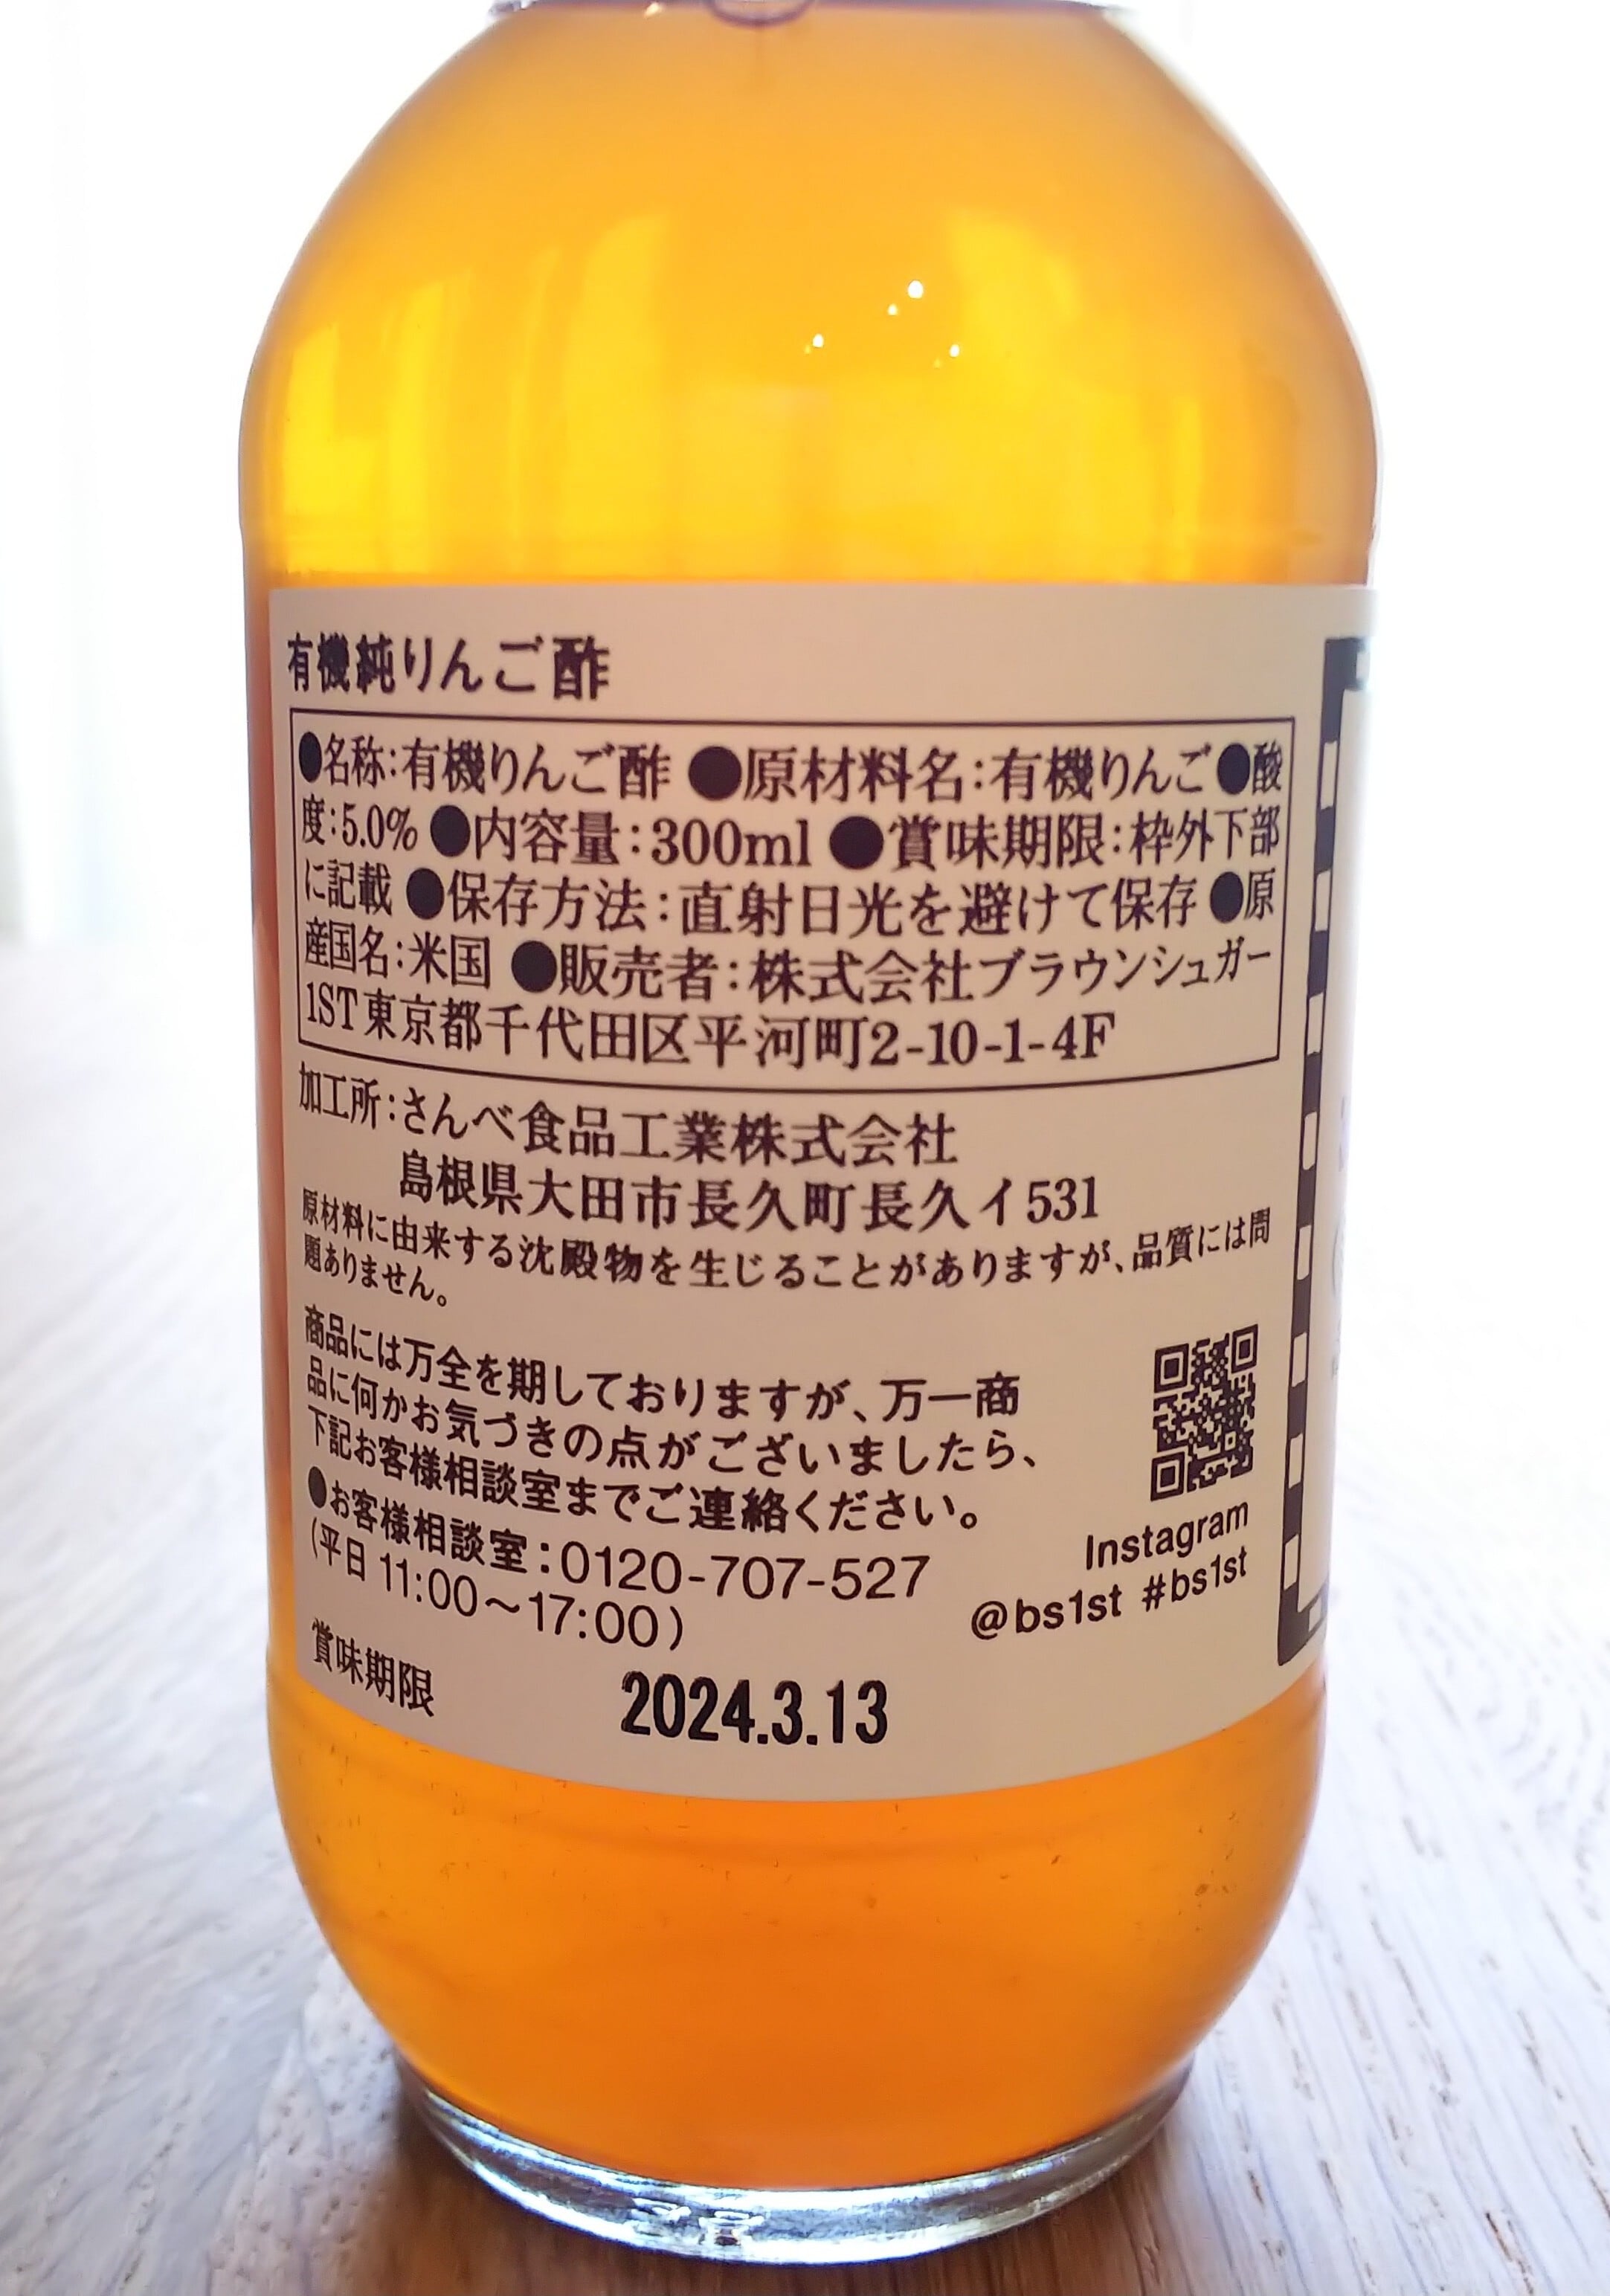 有機純りんご酢
●名称:有機りんご酢 ●原材料名:有機りんご●酸
度:5.0% ●内容量:300ml ●賞味期限:枠外下部
に記載 ●保存方法:直射日光を避けて保存 ●原
産国名:米国 ●販売者:株式会社ブラウンシュガー
1ST東京都千代田区平河町2-10-1-4F
加工所:さんべ食品工業株式会社
島根県大田市長久町長久イ531
原材料に由来する沈殿物を生じることがありますが、品質には問
題ありません。
商品には万全を期しておりますが、万一商
品に何かお気づきの点がございましたら、
下記お客様相談室までご連絡ください。
●お客様相談室:0120-707-527
(平日 11:00～17:00)
Instagram
@bs1st #bs1st
賞味期限 2024.3.13